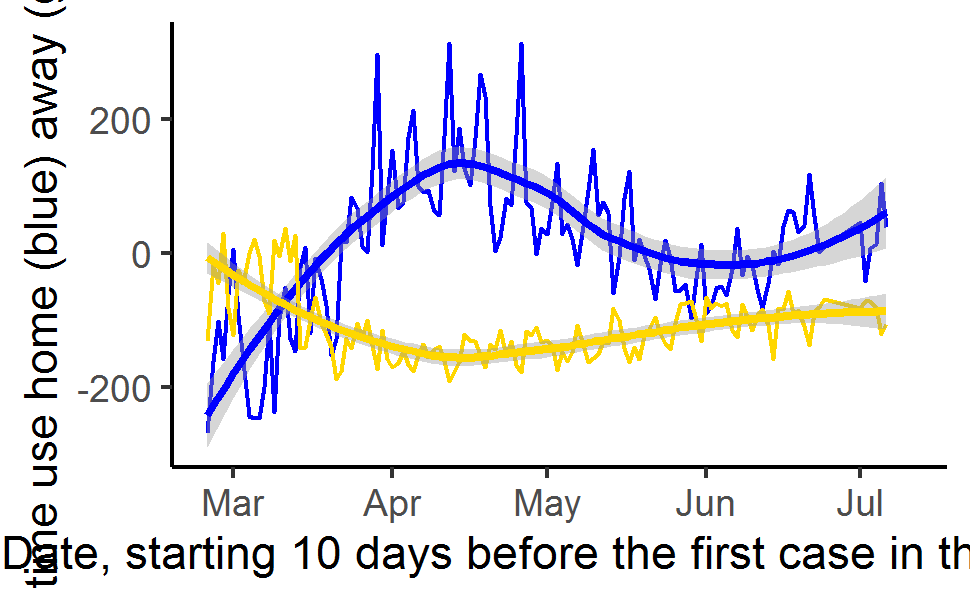 time use home (blue) away (
200
0
-200
Mar Apr May Jun Jul
Date, starting 10 days before the first case in th